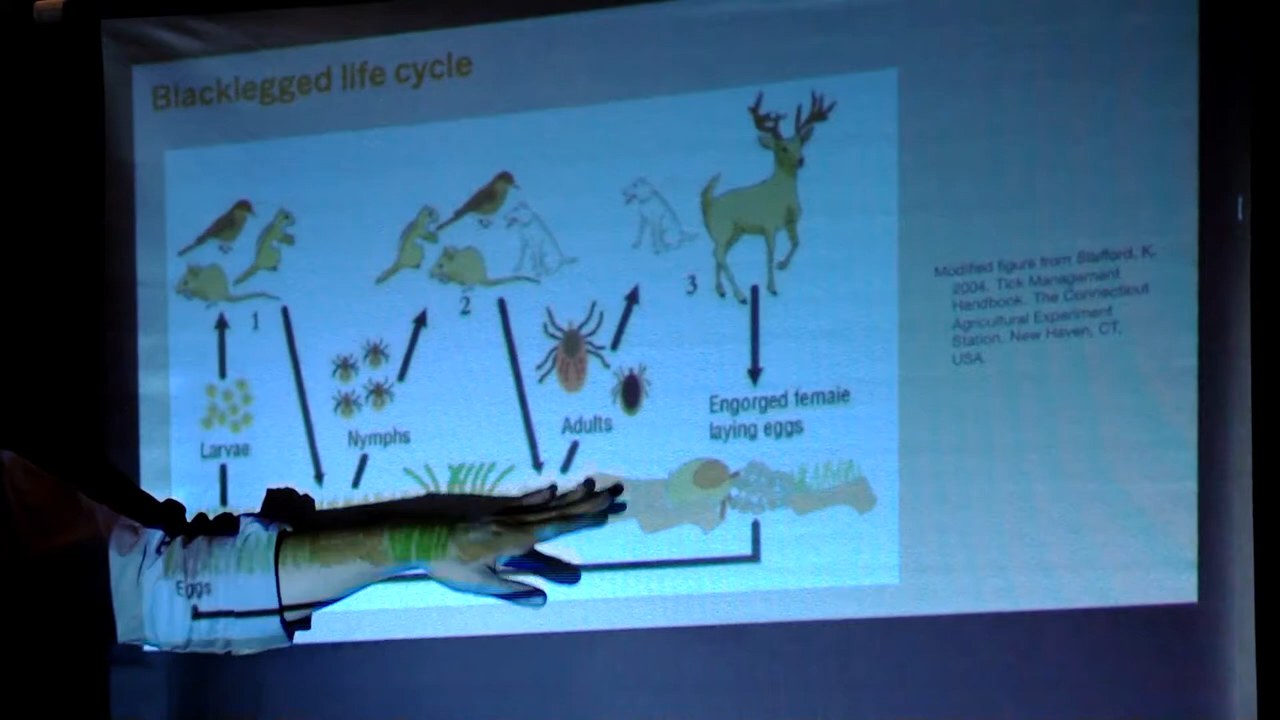 Blacklegged life cycle
1
2
3
Larvae
Nymphs
Adults
Engorged female
laying eggs
Eggs
Modified figure from Stafford, K.
2004. Tick Management
Handbook. The Connecticut
Agricultural Experiment
Station. New Haven, CT,
USA